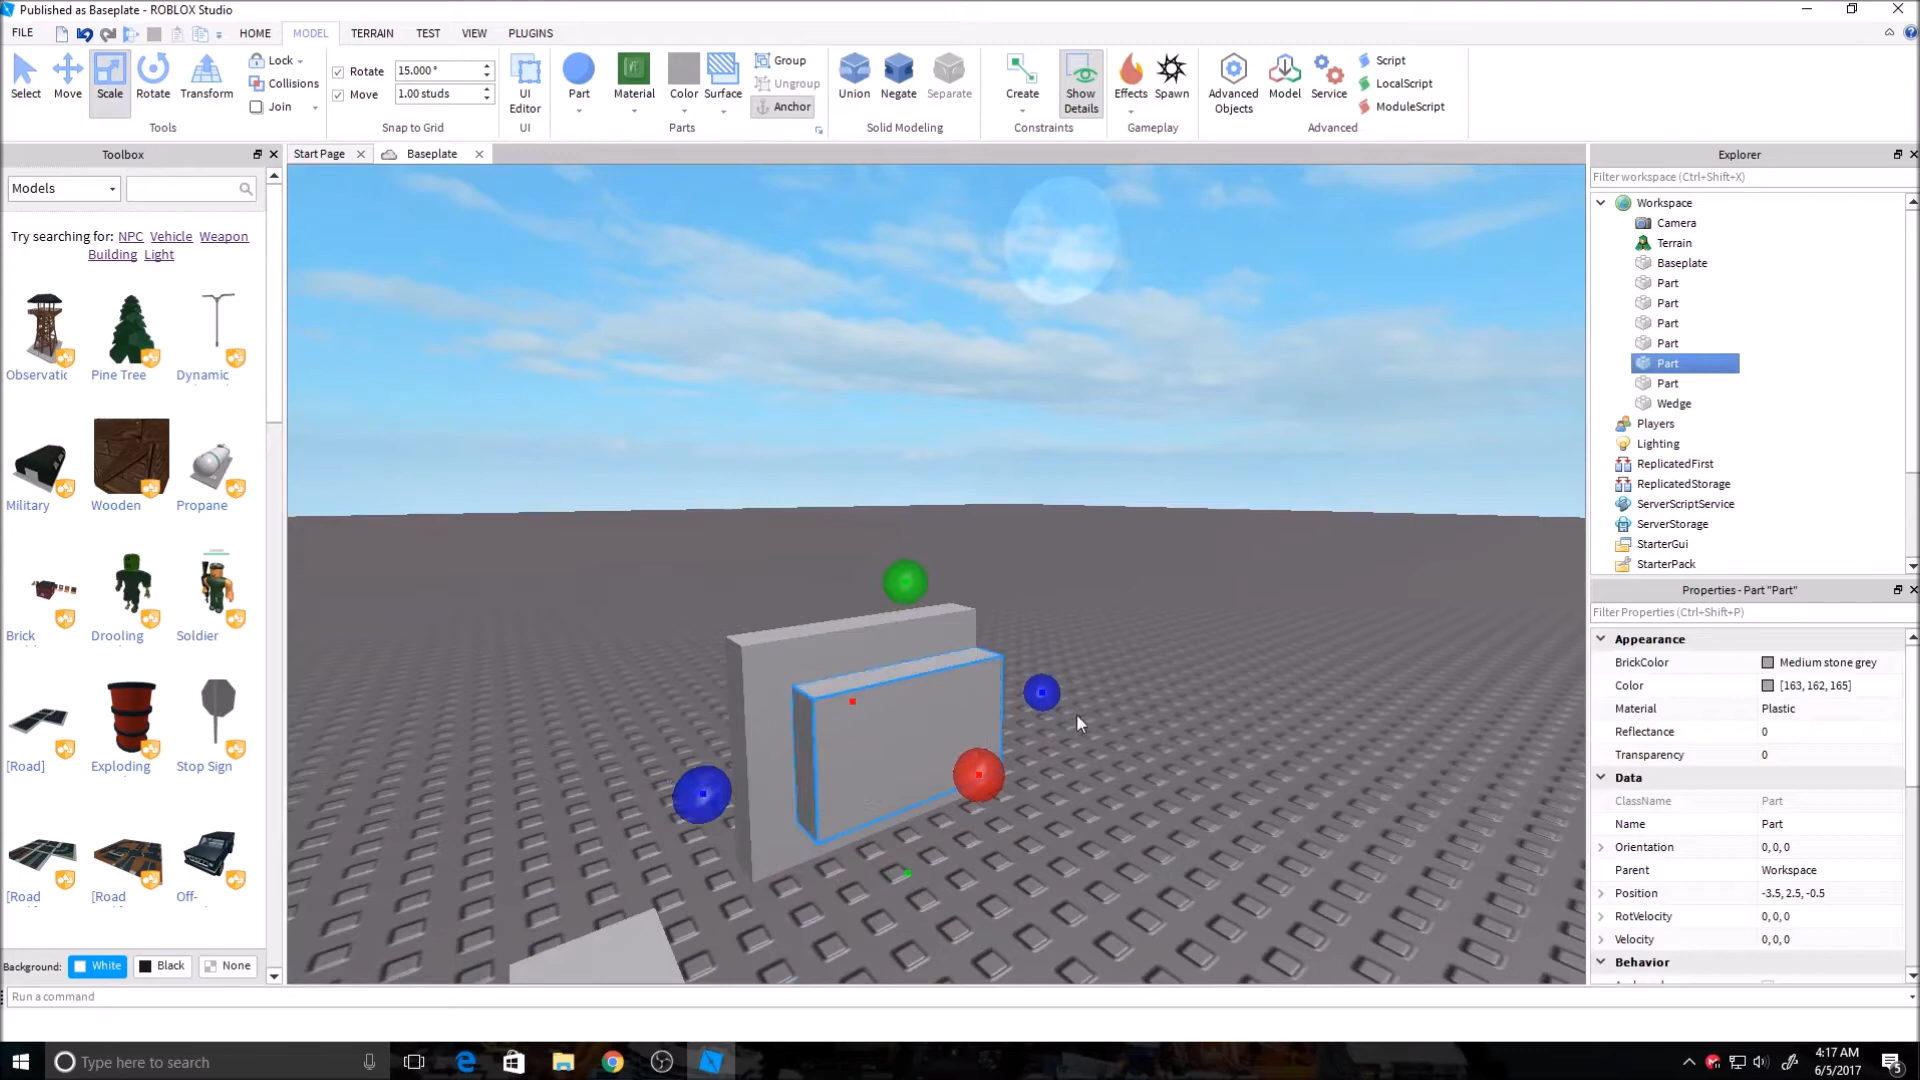 Published as Baseplate - ROBLOX Studio
FILE HOME MODEL TERRAIN TEST VIEW PLUGINS
Select Move Scale Rotate Transform
Lock
Collisions
Join
Tools
Rotate 15.000°
Move 1.00 studs
Snap to Grid
UI Editor
UI
Part Material Color Surface
Group
Ungroup
Anchor
Parts
Union Negate Separate
Solid Modeling
Create Show Details
Constraints
Effects Spawn
Gameplay
Advanced Objects Model Service
Script
LocalScript
ModuleScript
Advanced
Toolbox
Models
Try searching for: NPC Vehicle Weapon
Building Light
Observatic Pine Tree Dynamic
Military Wooden Propane
Brick Drooling Soldier
[Road] Exploding Stop Sign
[Road [Road Off-
Background: White Black None
Start Page Baseplate
Explorer
Filter workspace (Ctrl+Shift+X)
Workspace
Camera
Terrain
Baseplate
Part
Part
Part
Part
Part
Part
Wedge
Players
Lighting
ReplicatedFirst
ReplicatedStorage
ServerScriptService
ServerStorage
StarterGui
StarterPack
Properties - Part "Part"
Filter Properties (Ctrl+Shift+P)
Appearance
BrickColor Medium stone grey
Color [163, 162, 165]
Material Plastic
Reflectance 0
Transparency 0
Data
ClassName Part
Name Part
Orientation 0, 0, 0
Parent Workspace
Position -3.5, 2.5, -0.5
RotVelocity 0, 0, 0
Velocity 0, 0, 0
Behavior
Run a command
Type here to search
4:17 AM
6/5/2017
5